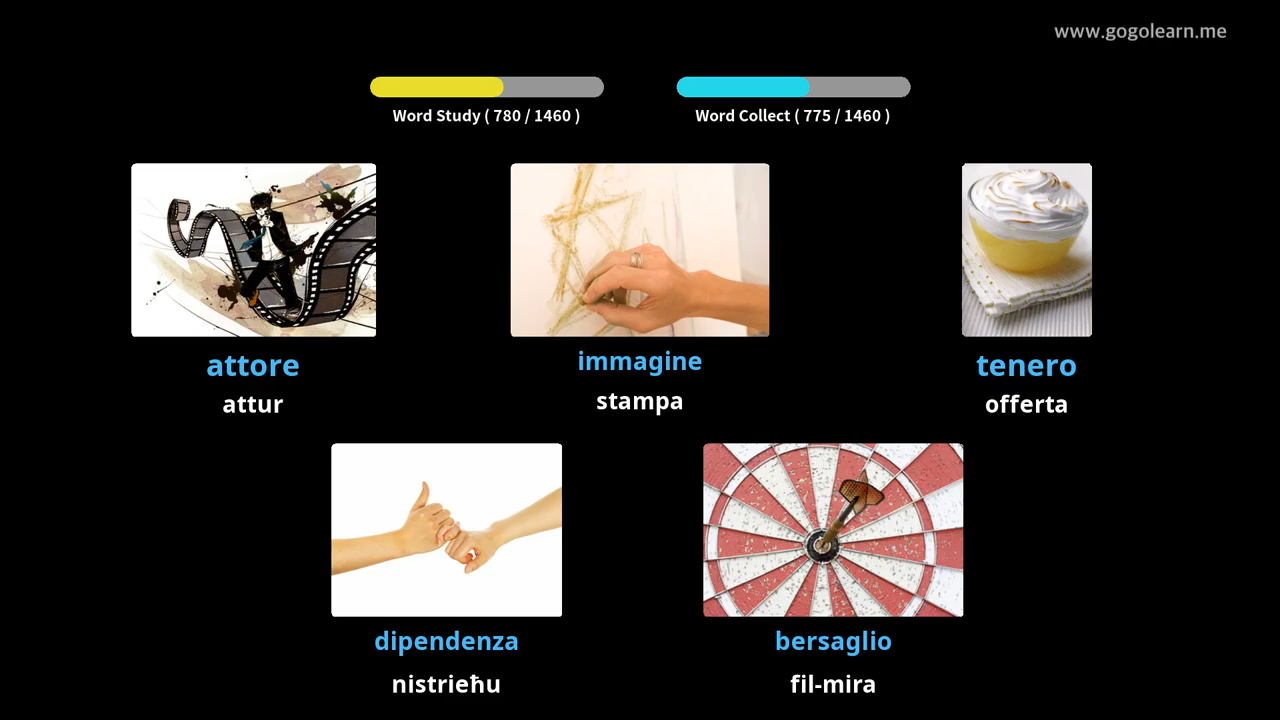 www.gogolearn.me
Word Study ( 780 / 1460 )
Word Collect ( 775 / 1460 )
attore
attur
immagine
stampa
tenero
offerta
dipendenza
nistrieħu
bersaglio
fil-mira